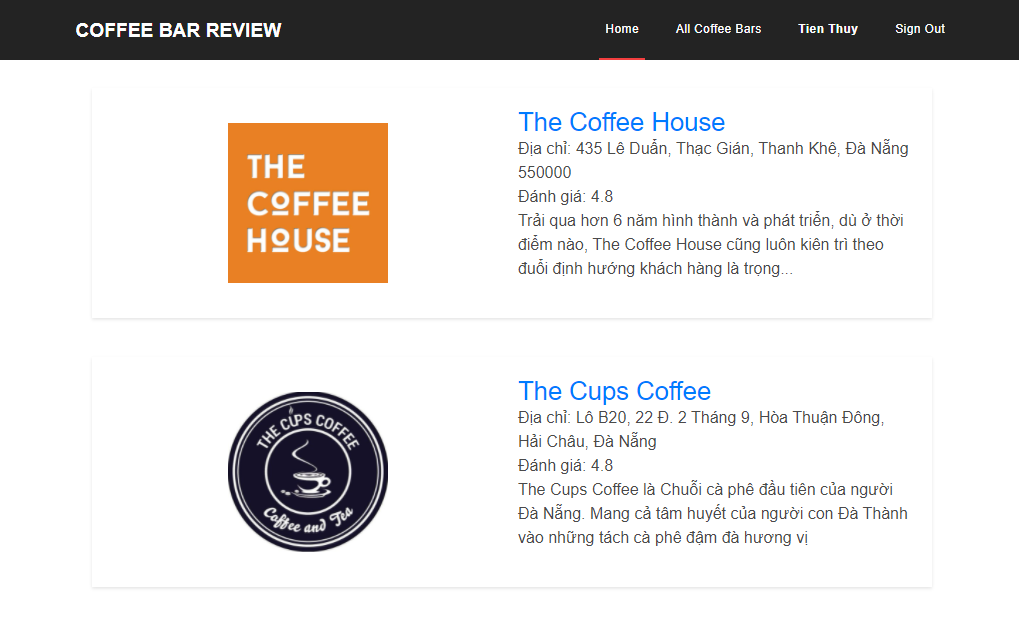 COFFEE BAR REVIEW
Home
All Coffee Bars
Tien Thuy
Sign Out
THE
COFFEE
HOUSE
The Coffee House
Địa chỉ: 435 Lê Duẩn, Thạc Gián, Thanh Khê, Đà Nẵng
550000
Đánh giá: 4.8
Trải qua hơn 6 năm hình thành và phát triển, dù ở thời
điểm nào, The Coffee House cũng luôn kiên trì theo
đuổi định hướng khách hàng là trọng...
THE CUPS COFFEE
Coffee and Tea
The Cups Coffee
Địa chỉ: Lô B20, 22 Đ. 2 Tháng 9, Hòa Thuận Đông,
Hải Châu, Đà Nẵng
Đánh giá: 4.8
The Cups Coffee là Chuỗi cà phê đầu tiên của người
Đà Nẵng. Mang cả tâm huyết của người con Đà Thành
vào những tách cà phê đậm đà hương vị